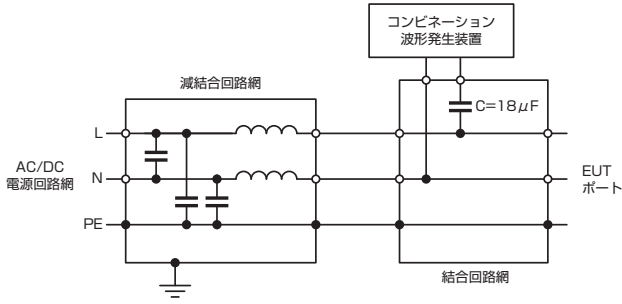 コンビネーション
波形発生装置
減結合回路網
C=18μF
L
AC/DC
電源回路網
N
EUT
ポート
PE
結合回路網